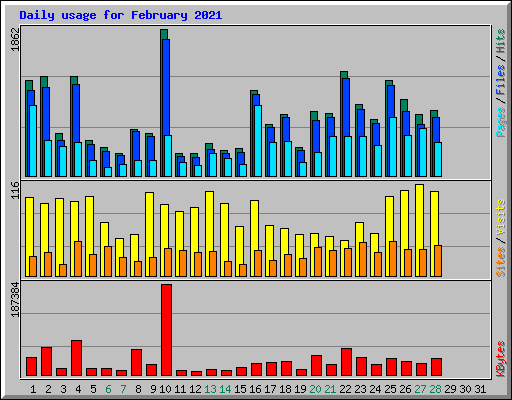 Daily usage for February 2021
1862
Pages/Files/Hits
116
Sites/Visits
187384
KBytes
1 2 3 4 5 6 7 8 9 10 11 12 13 14 15 16 17 18 19 20 21 22 23 24 25 26 27 28 29 30 31